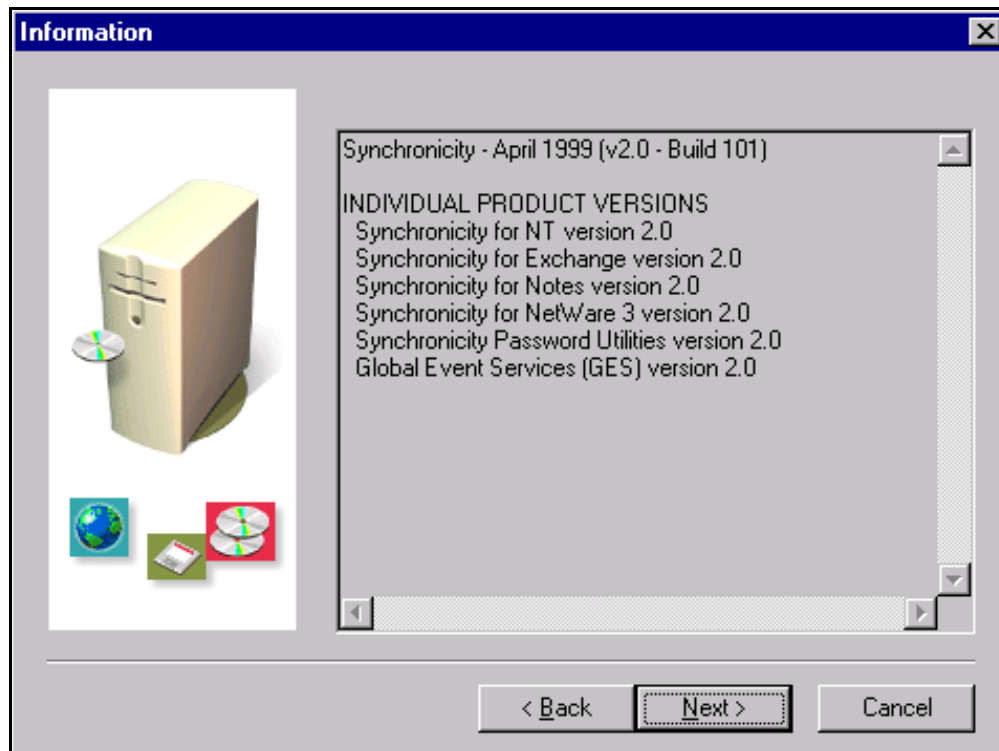 Information
Synchronicity - April 1999 (v2.0 - Build 101)
INDIVIDUAL PRODUCT VERSIONS
Synchronicity for NT version 2.0
Synchronicity for Exchange version 2.0
Synchronicity for Notes version 2.0
Synchronicity for NetWare 3 version 2.0
Synchronicity Password Utilities version 2.0
Global Event Services (GES) version 2.0
< Back Next > Cancel